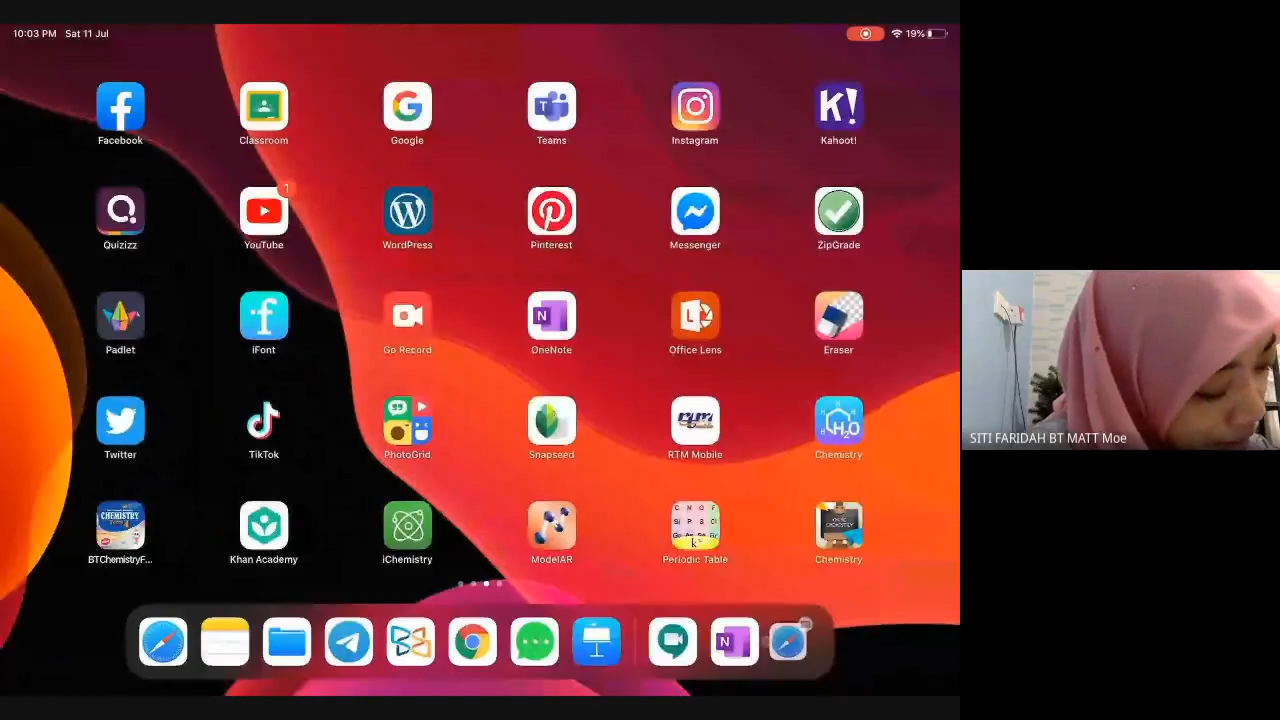 10:03 PM Sat 11 Jul
19%
Facebook
Classroom
Google
Teams
Instagram
Kahoot!
1
Quizizz
YouTube
WordPress
Pinterest
Messenger
ZipGrade
Padlet
iFont
Go Record
OneNote
Office Lens
Eraser
Twitter
TikTok
PhotoGrid
Snapseed
RTM Mobile
Chemistry
BTChemistryF...
Khan Academy
iChemistry
ModelAR
Periodic Table
Chemistry
SITI FARIDAH BT MATT Moe